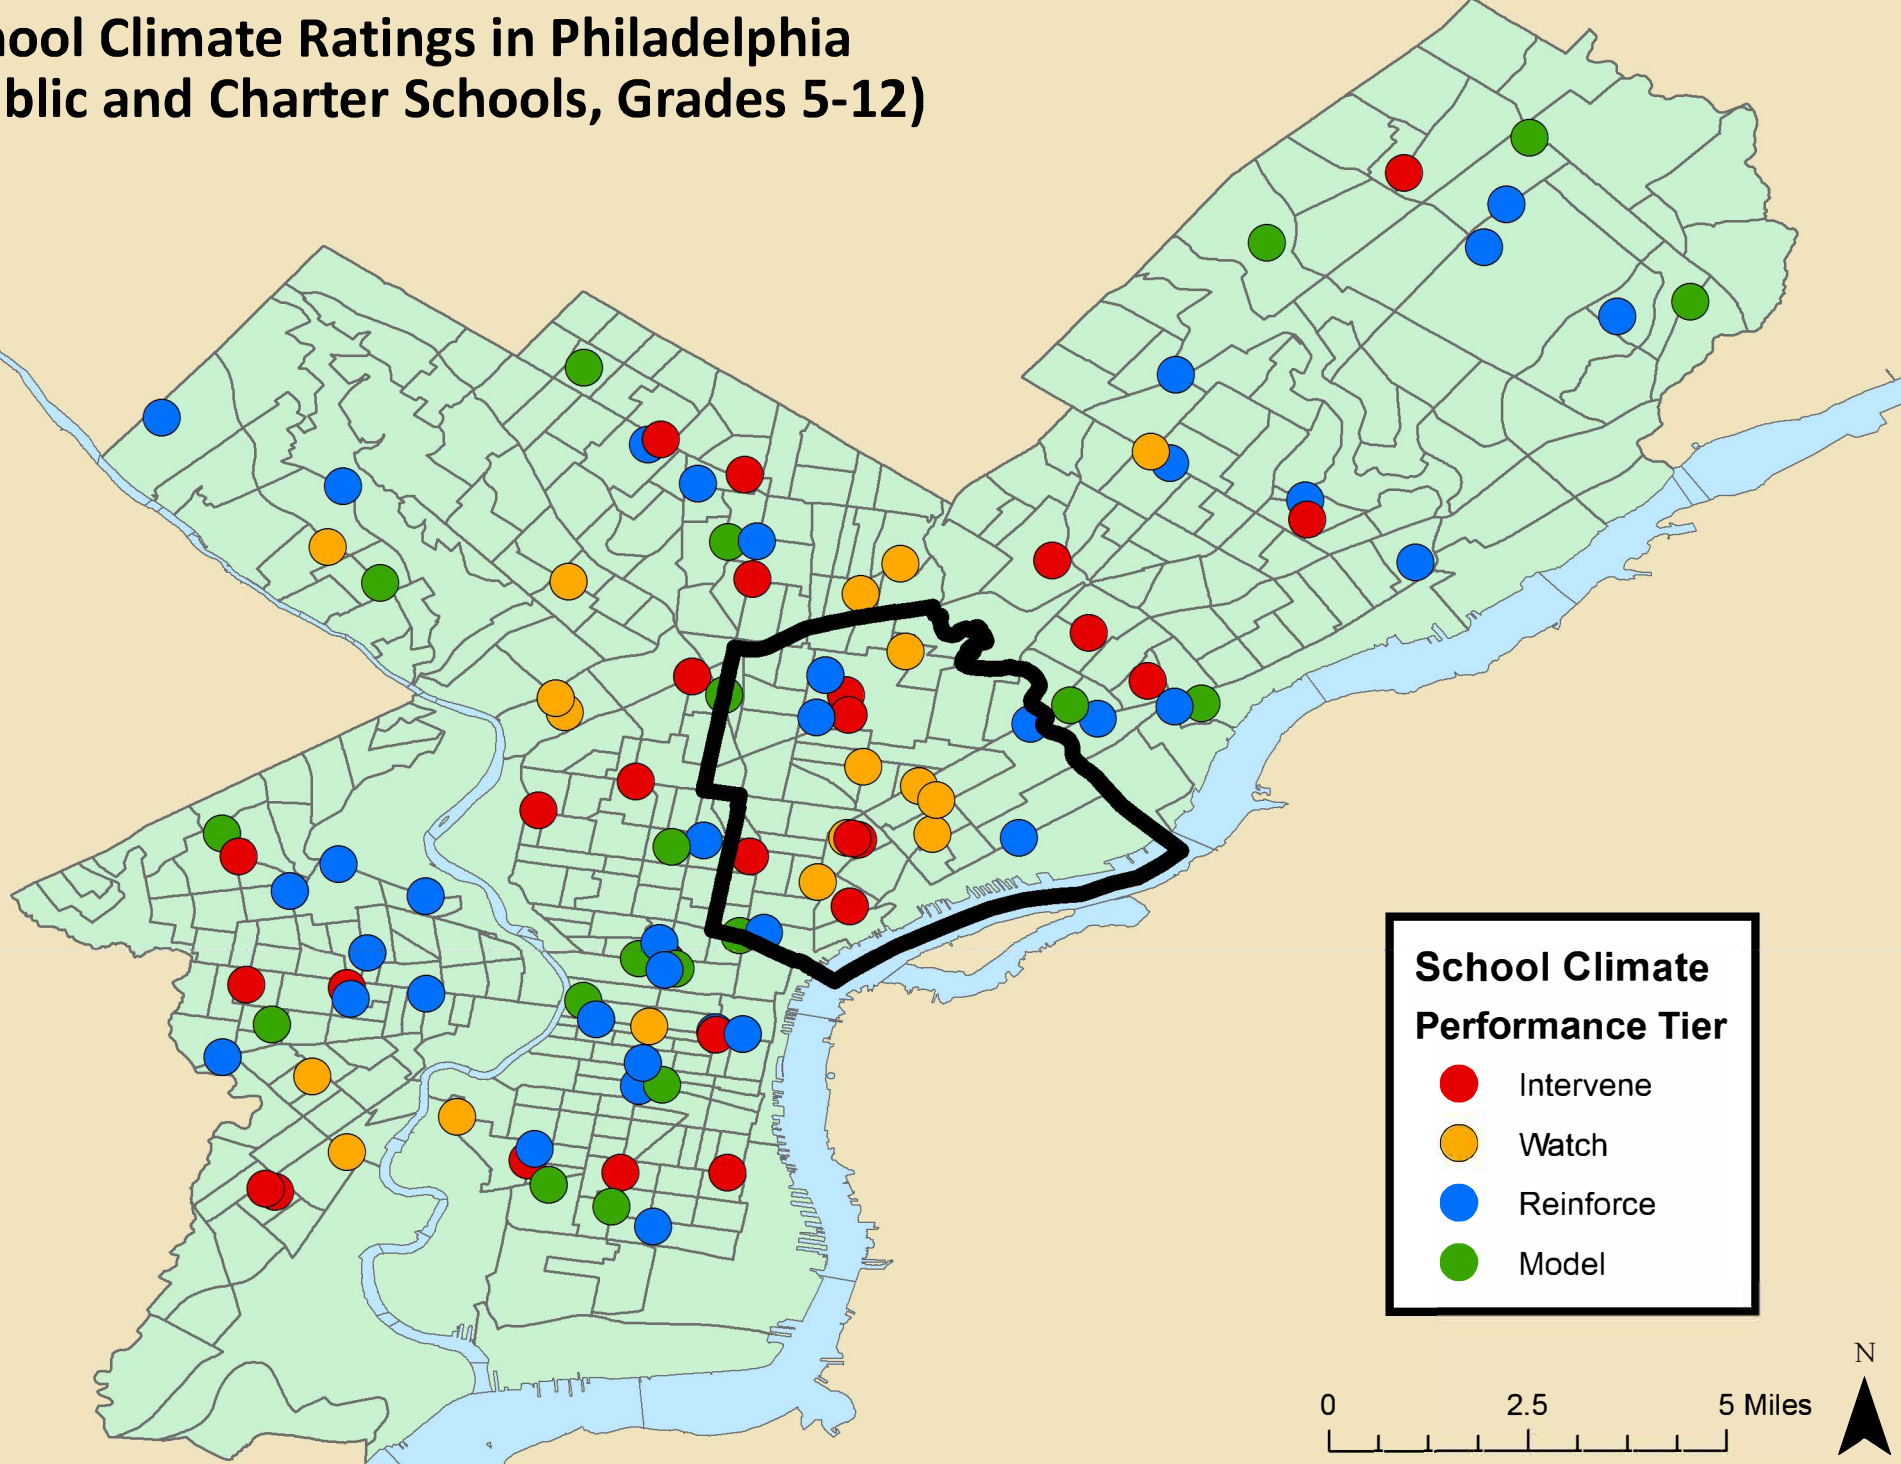 hool Climate Ratings in Philadelphia
blic and Charter Schools, Grades 5-12)
School Climate
Performance Tier
Intervene
Watch
Reinforce
Model
N
0 2.5 5 Miles